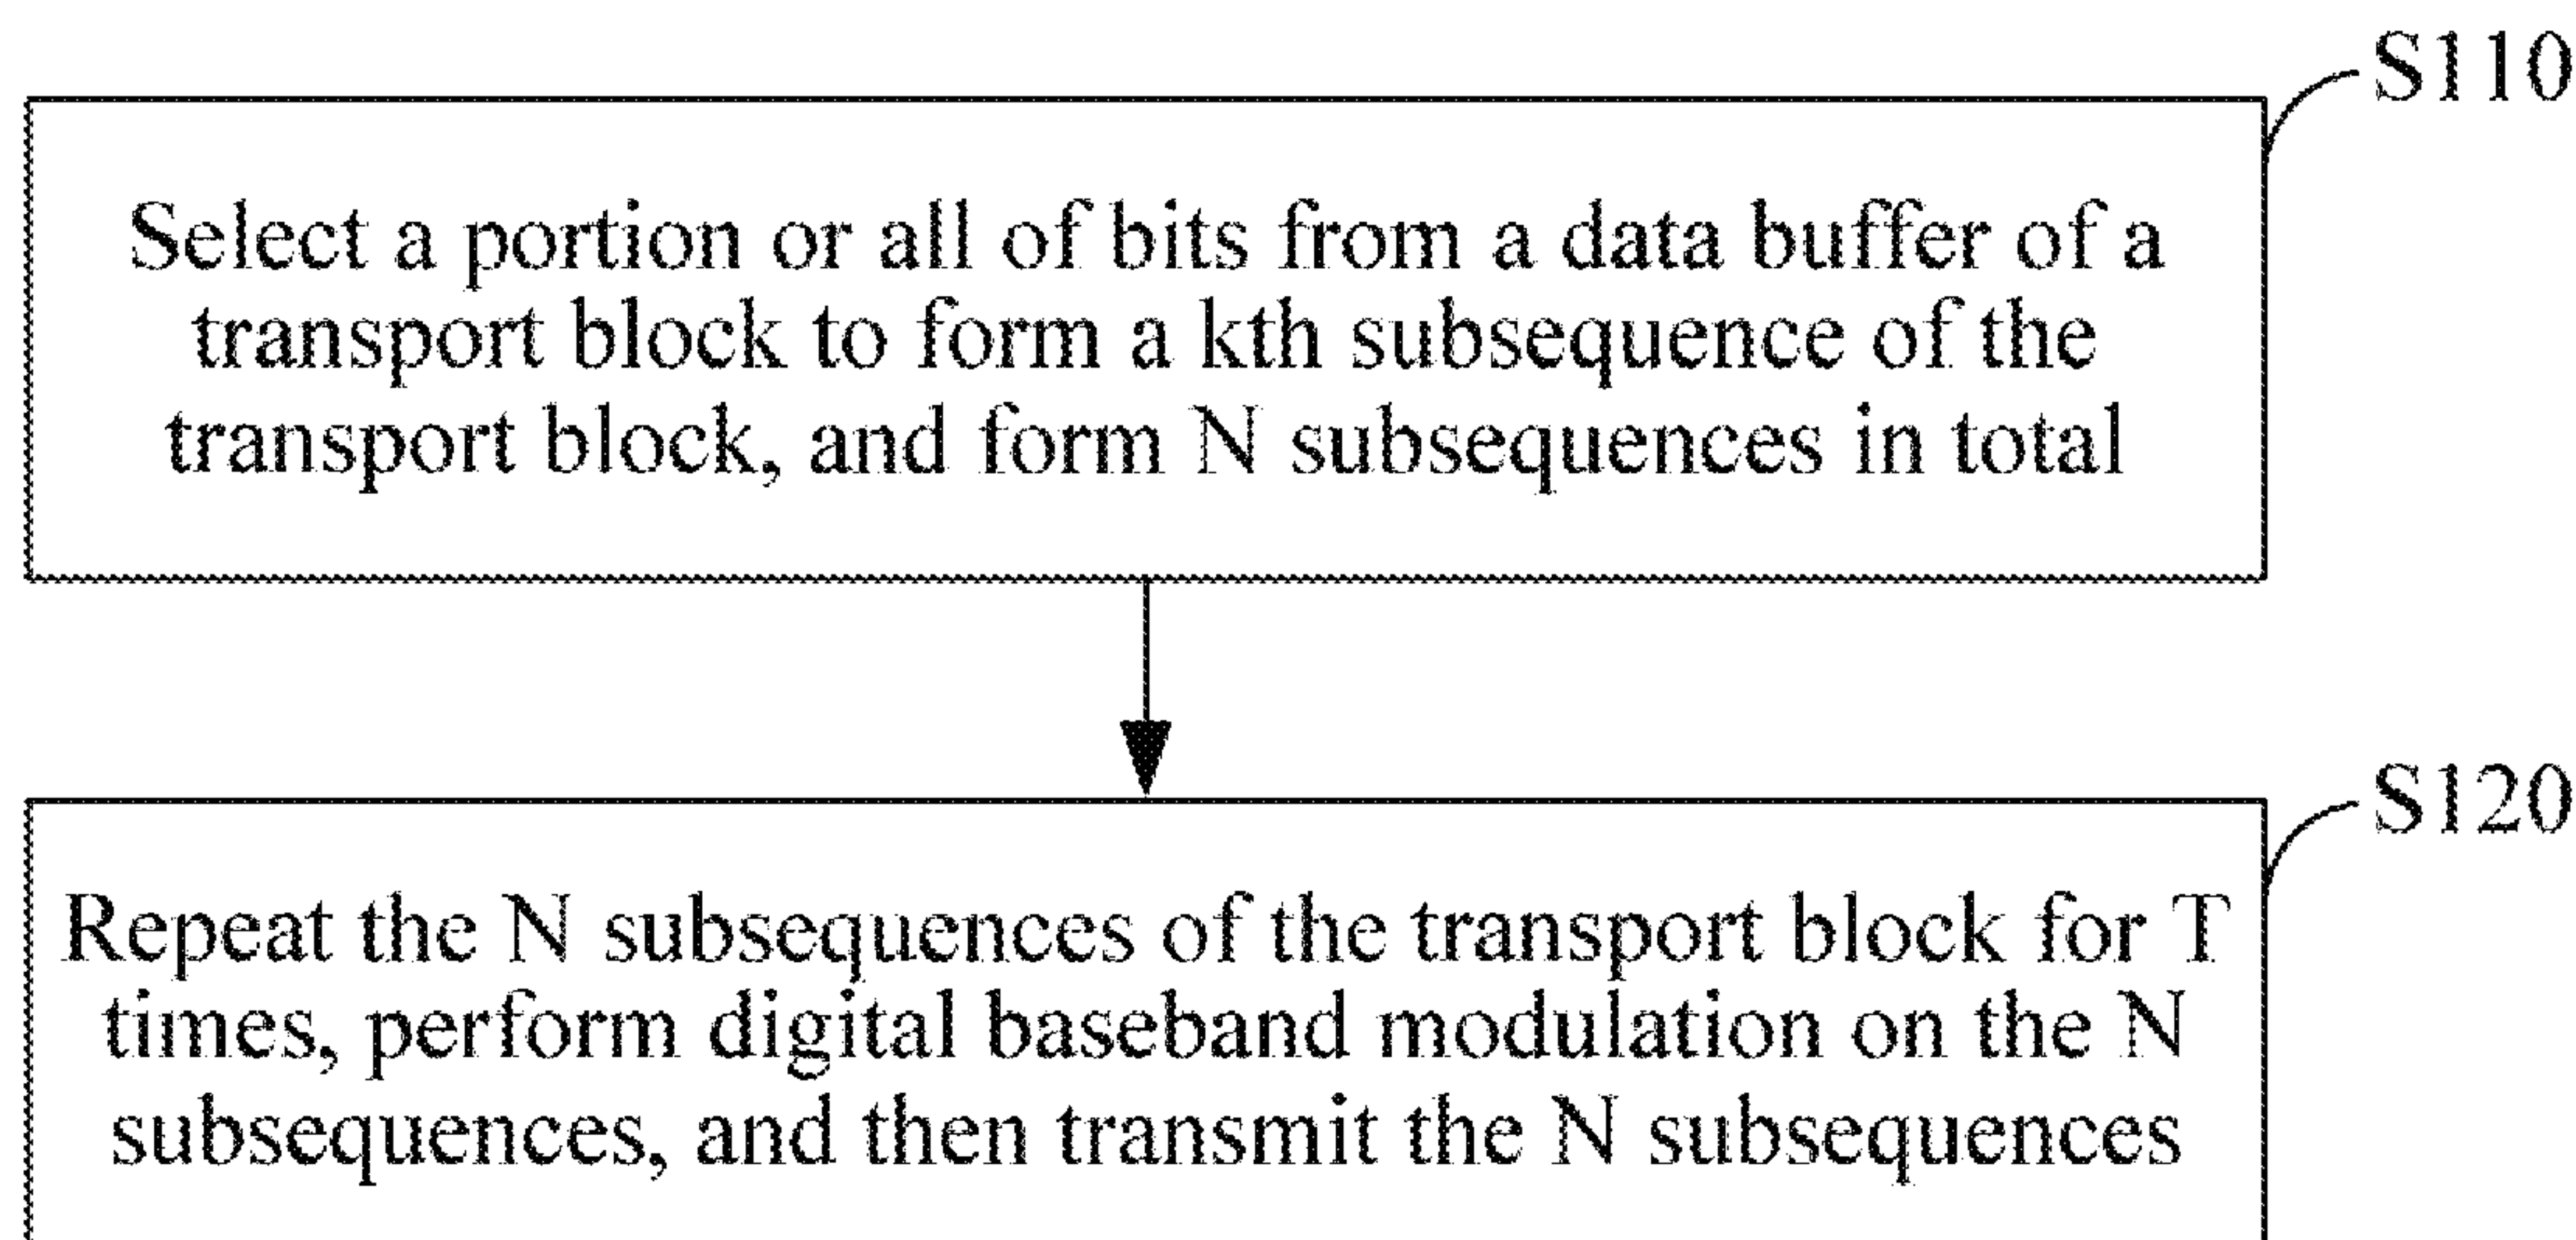 S110
Select a portion or all of bits from a data buffer of a
transport block to form a kth subsequence of the
transport block, and form N subsequences in total
S120
Repeat the N subsequences of the transport block for T
times, perform digital baseband modulation on the N
subsequences, and then transmit the N subsequences